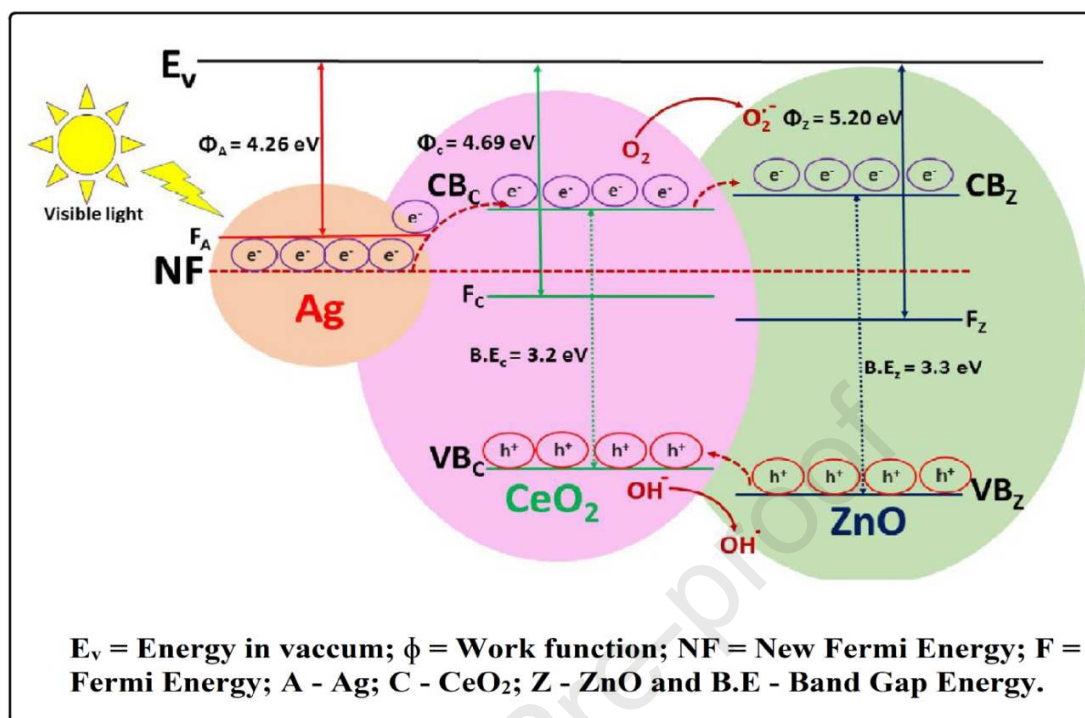 Eᵥ
Φ_A = 4.26 eV
Φ_c = 4.69 eV
O₂
O₂˙⁻
Φ_Z = 5.20 eV
Visible light
CB_C
e⁻ e⁻ e⁻ e⁻
e⁻ e⁻ e⁻ e⁻
CB_Z
e⁻
F_A
e⁻ e⁻ e⁻ e⁻
NF
Ag
F_C
F_Z
B.E_c = 3.2 eV
B.E_z = 3.3 eV
VB_C
h⁺ h⁺ h⁺ h⁺
h⁺ h⁺ h⁺ h⁺
VB_Z
CeO₂
OH⁻
ZnO
OH˙
re-proof
Eᵥ = Energy in vaccum; ϕ = Work function; NF = New Fermi Energy; F =
Fermi Energy; A - Ag; C - CeO₂; Z - ZnO and B.E - Band Gap Energy.